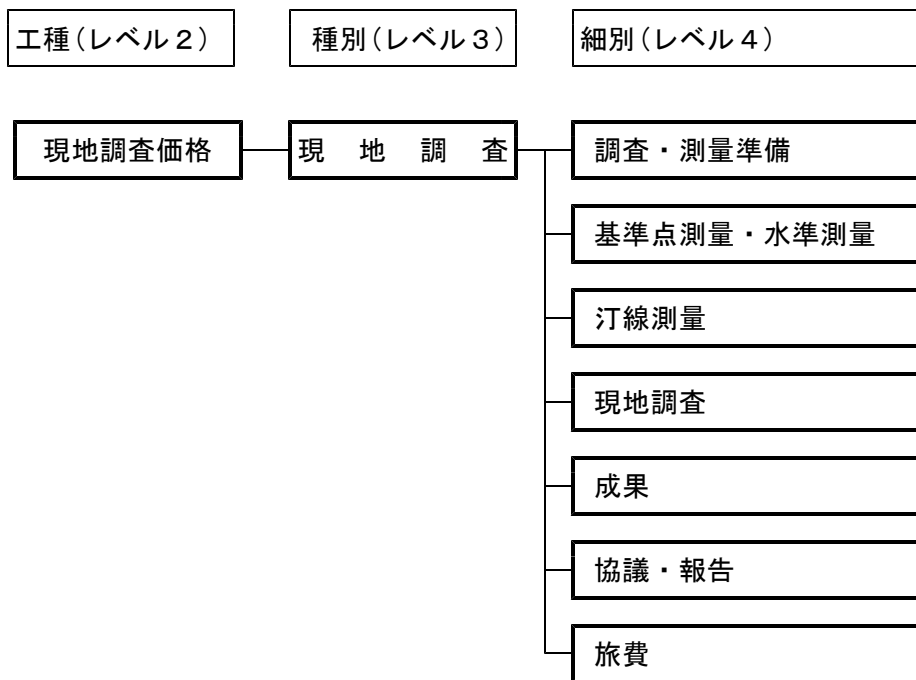 工種(レベル2) 種別(レベル3) 細別(レベル4)
現地調査価格 現地調査 調査・測量準備
基準点測量・水準測量
汀線測量
現地調査
成果
協議・報告
旅費